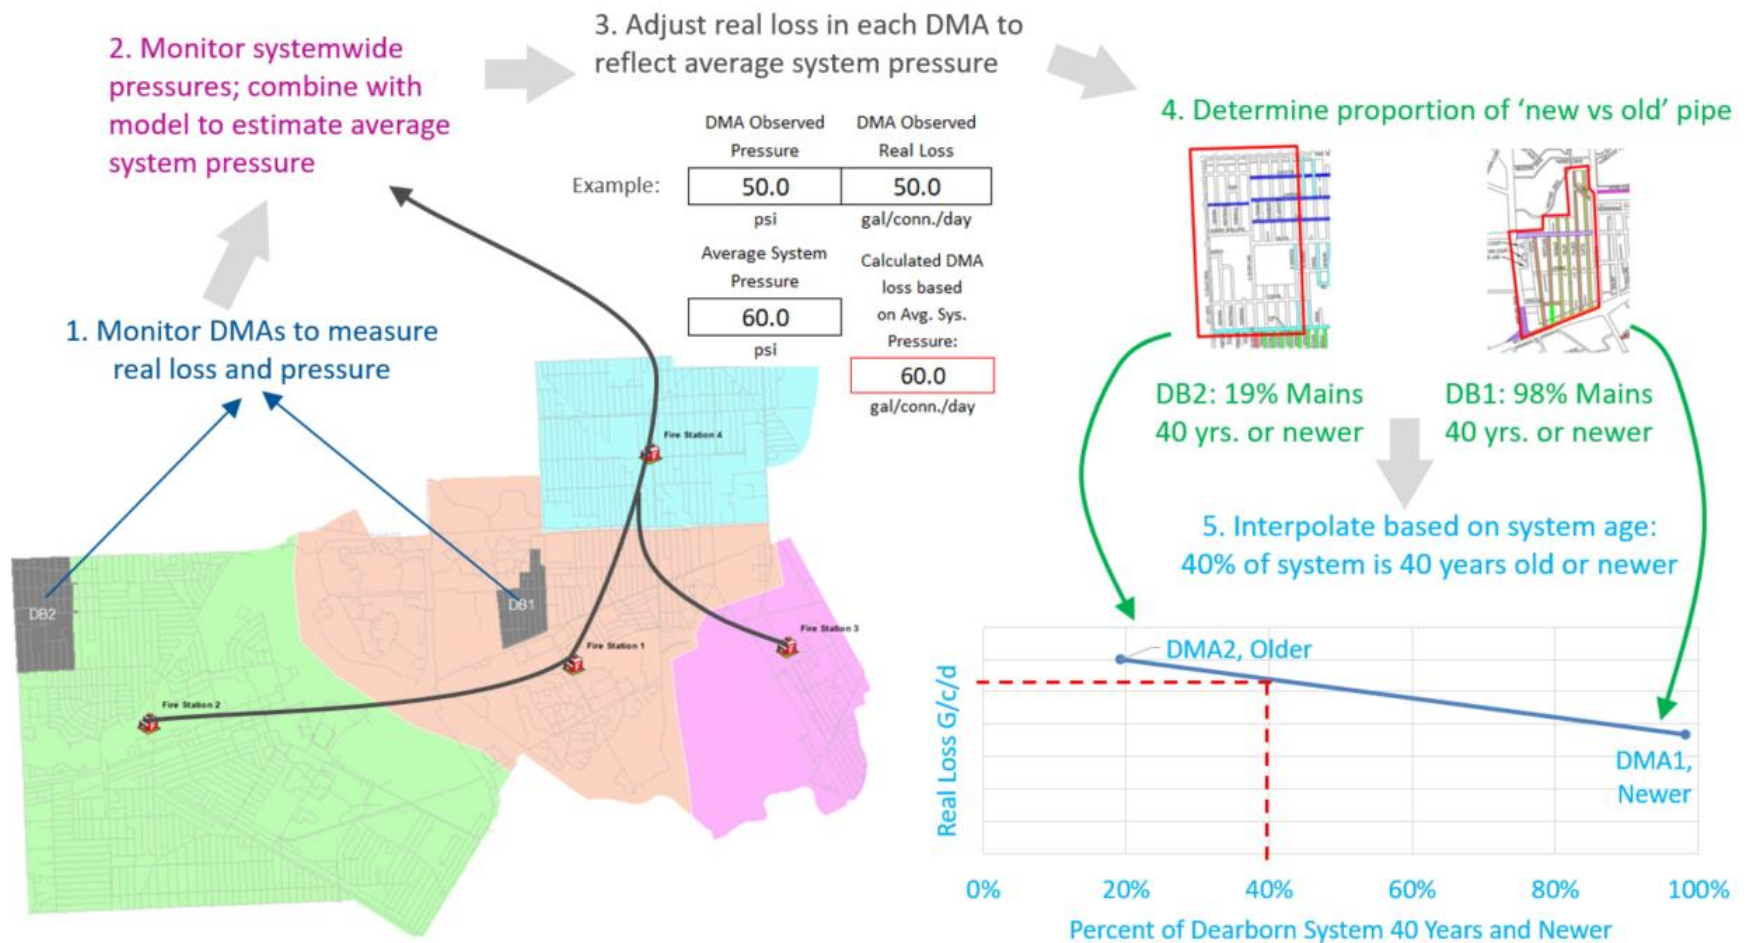 2. Monitor systemwide
pressures; combine with
model to estimate average
system pressure
3. Adjust real loss in each DMA to
reflect average system pressure
4. Determine proportion of ‘new vs old’ pipe
DMA Observed
Pressure
DMA Observed
Real Loss
Example:
50.0
50.0
psi
gal/conn./day
Average System
Pressure
Calculated DMA
loss based
on Avg. Sys.
Pressure:
60.0
psi
60.0
gal/conn./day
1. Monitor DMAs to measure
real loss and pressure
DB2: 19% Mains
40 yrs. or newer
DB1: 98% Mains
40 yrs. or newer
Fire Station 4
5. Interpolate based on system age:
40% of system is 40 years old or newer
DB2
DB1
Fire Station 1
Fire Station 3
Fire Station 2
DMA2, Older
DMA1,
Newer
Real Loss G/c/d
0%
20%
40%
60%
80%
100%
Percent of Dearborn System 40 Years and Newer